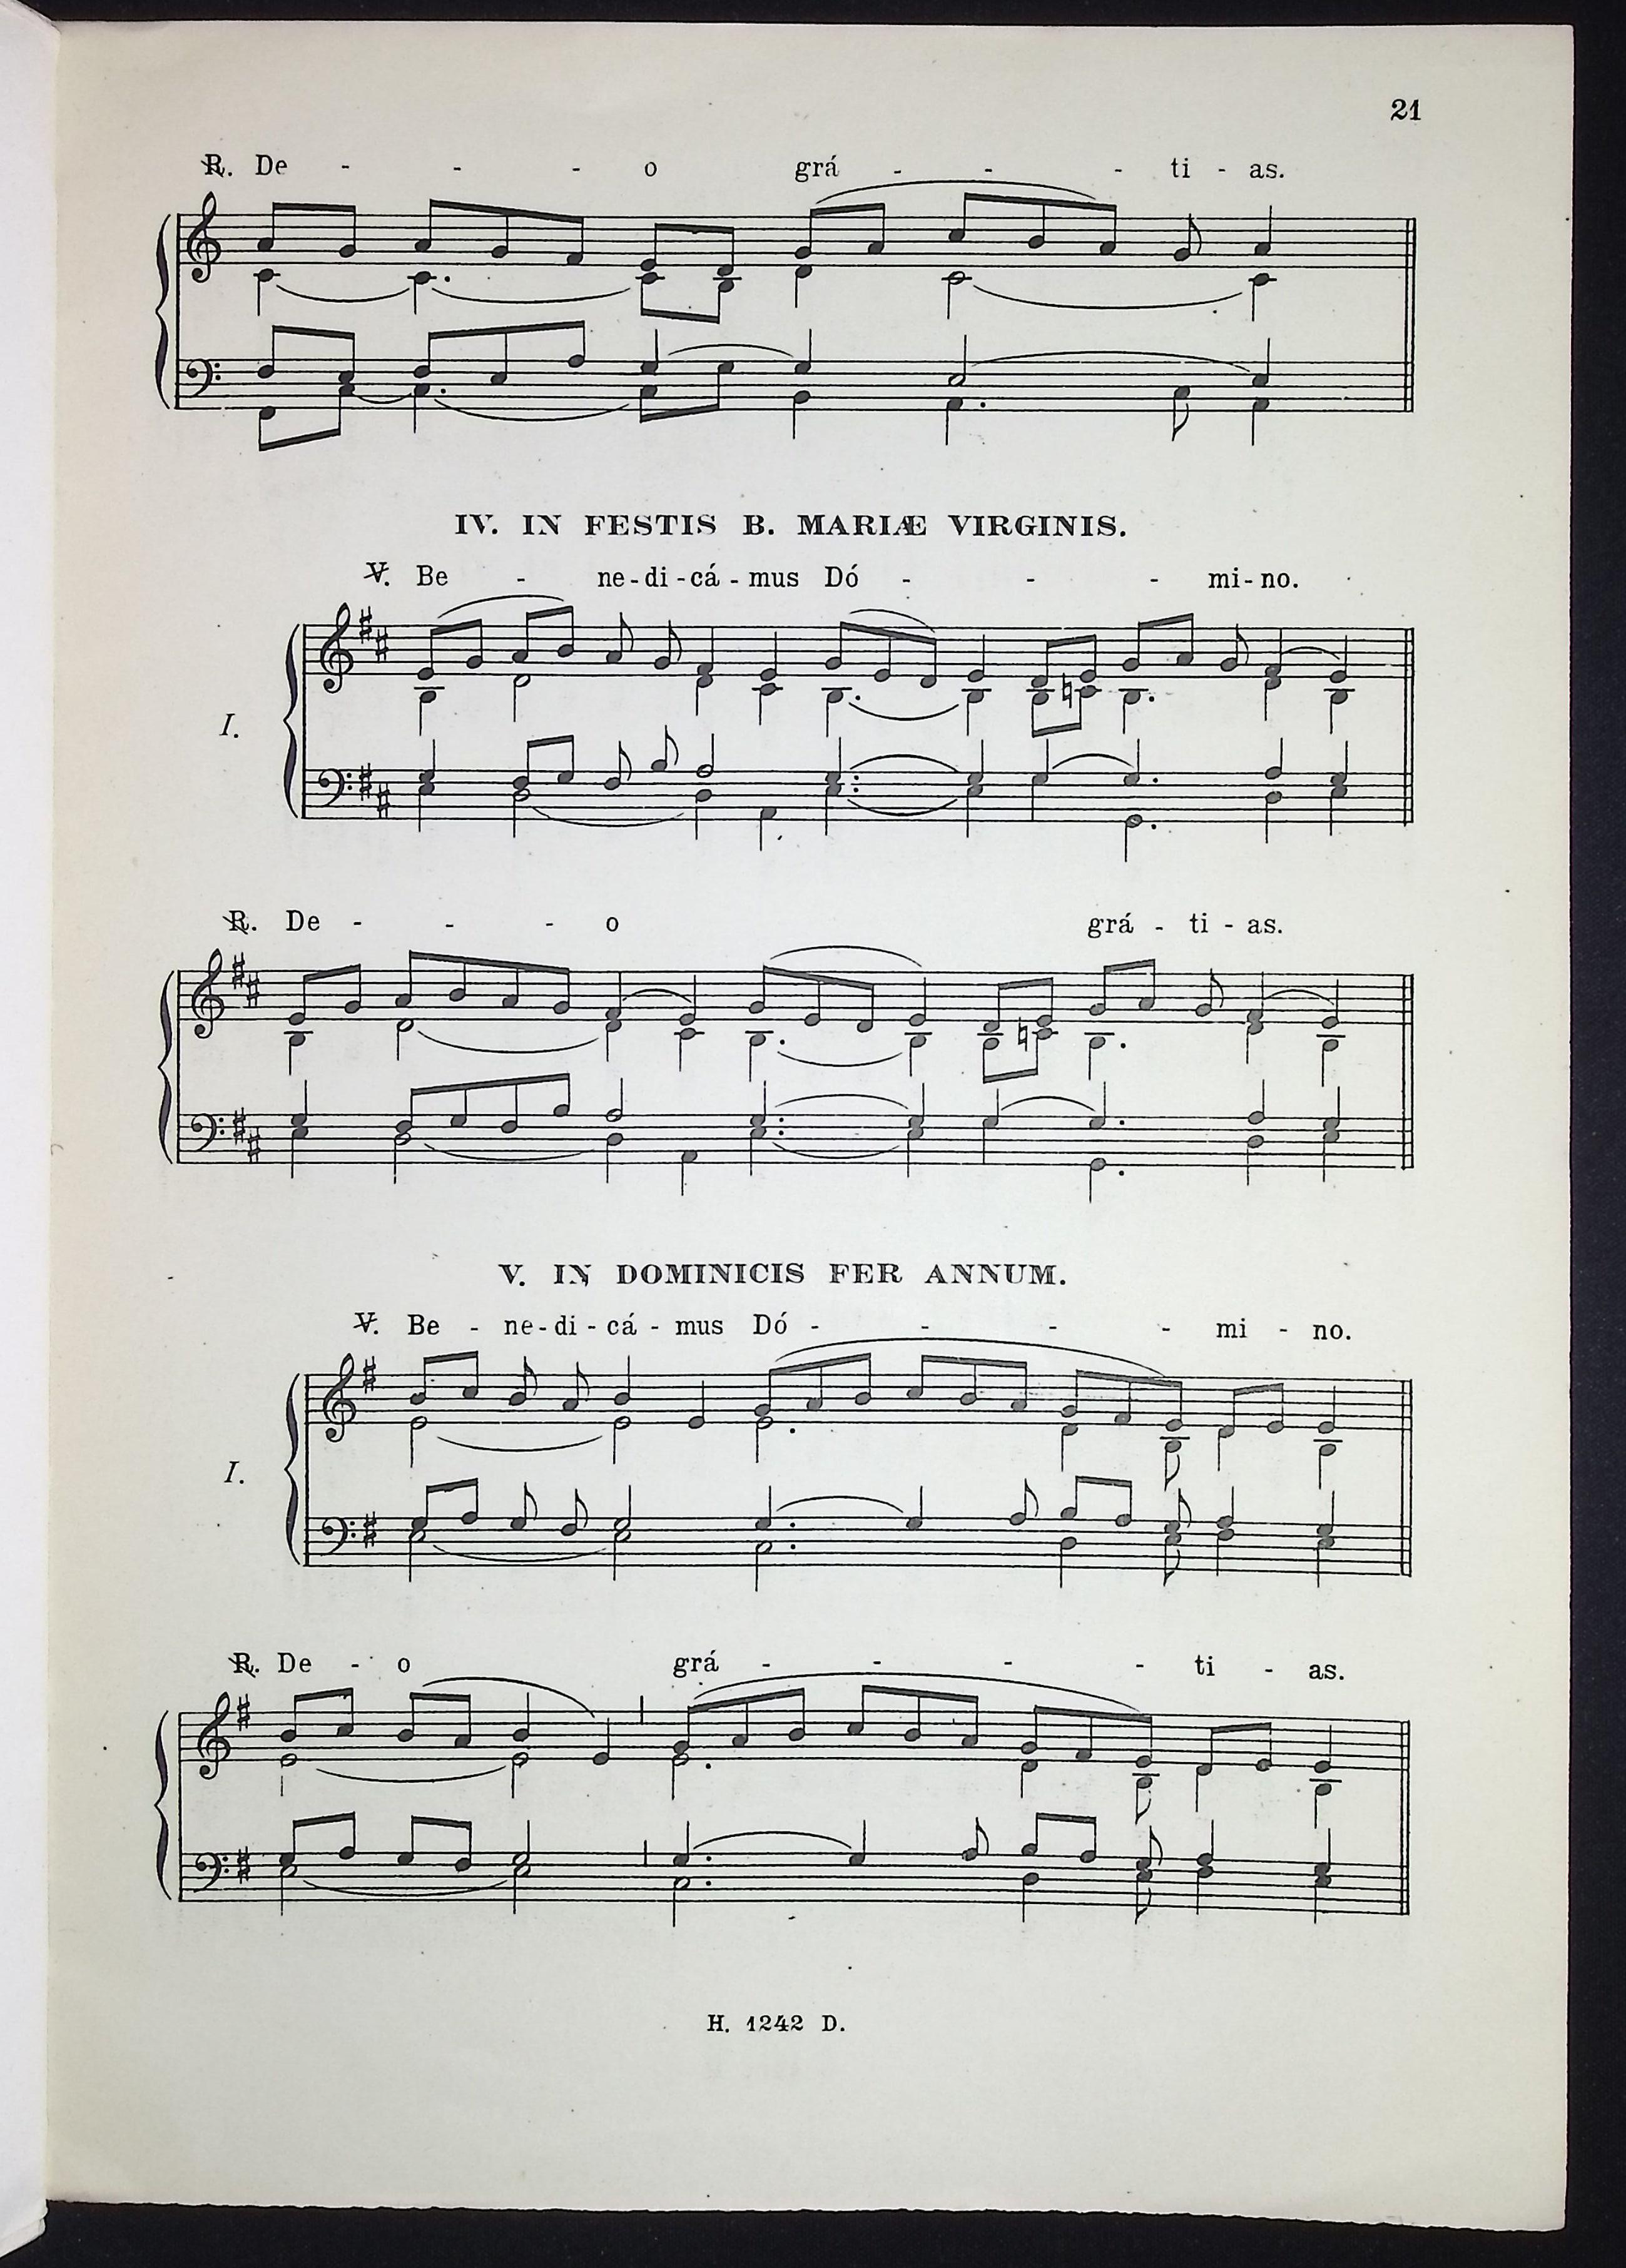 21
℟. De - - - o grá - - - ti - as.
IV. IN FESTIS B. MARIÆ VIRGINIS.
℣. Be - ne - di - cá - mus Dó - - - mi - no.
I.
℟. De - - - o grá - ti - as.
V. IN DOMINICIS FER ANNUM.
℣. Be - ne - di - cá - mus Dó - - - - mi - no.
I.
℟. De - o grá - - - - ti - as.
H. 1242 D.